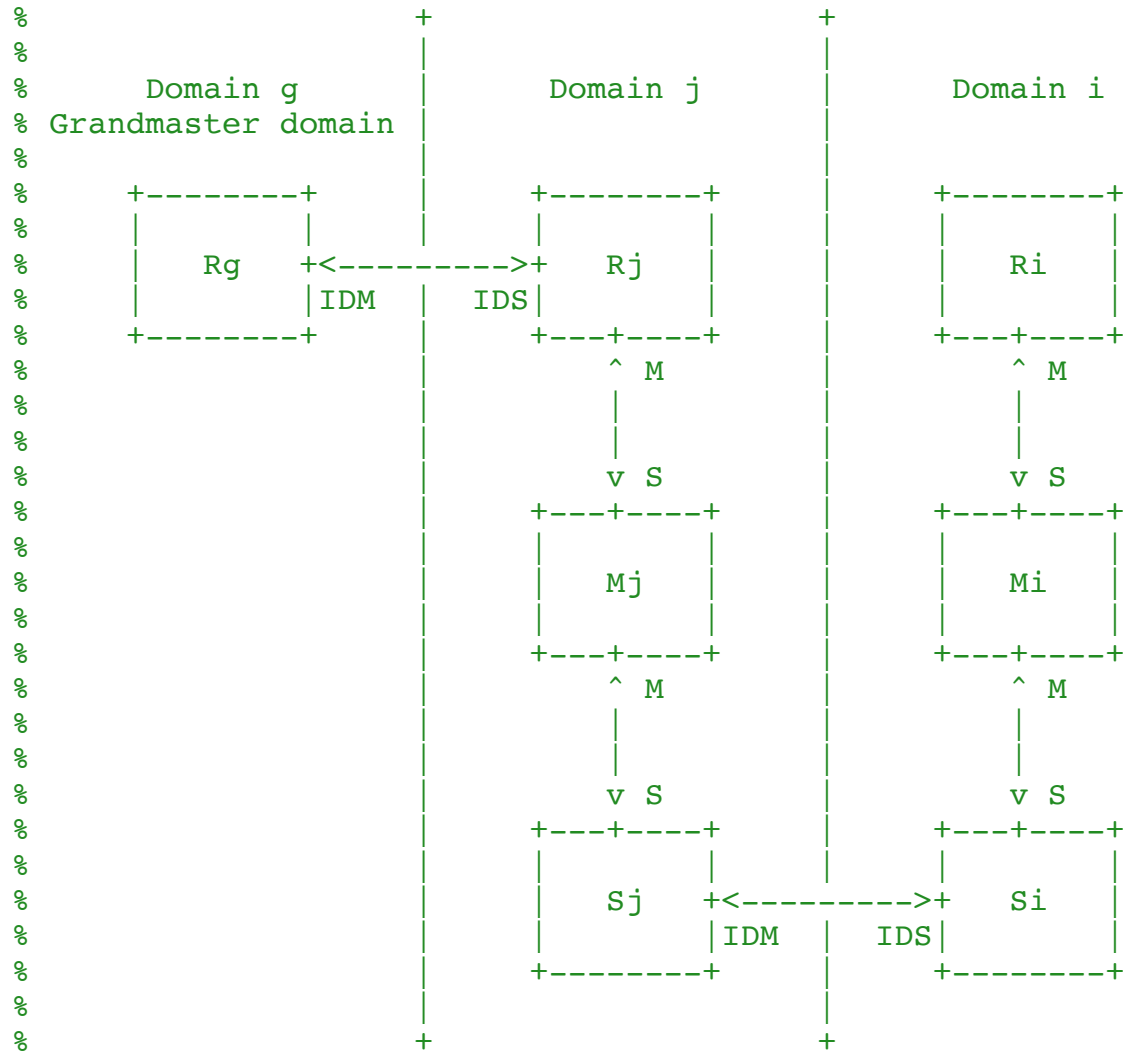 %                    +                    +
%                    |                    |
%      Domain g      |      Domain j      |      Domain i
% Grandmaster domain |                    |
%                    |                    |
%     +--------+     |     +--------+     |     +--------+
%     |        |     |     |        |     |     |        |
%     |   Rg   +<--------->+   Rj   |     |     |   Ri   |
%     |        |IDM  |  IDS|        |     |     |        |
%     +--------+     |     +---+----+     |     +---+----+
%                    |         ^ M        |         ^ M
%                    |         |          |         |
%                    |         |          |         |
%                    |         v S        |         v S
%                    |     +---+----+     |     +---+----+
%                    |     |        |     |     |        |
%                    |     |   Mj   |     |     |   Mi   |
%                    |     |        |     |     |        |
%                    |     +---+----+     |     +---+----+
%                    |         ^ M        |         ^ M
%                    |         |          |         |
%                    |         |          |         |
%                    |         v S        |         v S
%                    |     +---+----+     |     +---+----+
%                    |     |        |     |     |        |
%                    |     |   Sj   +<--------->+   Si   |
%                    |     |        |IDM  |  IDS|        |
%                    |     +--------+     |     +--------+
%                    |                    |
%                    +                    +